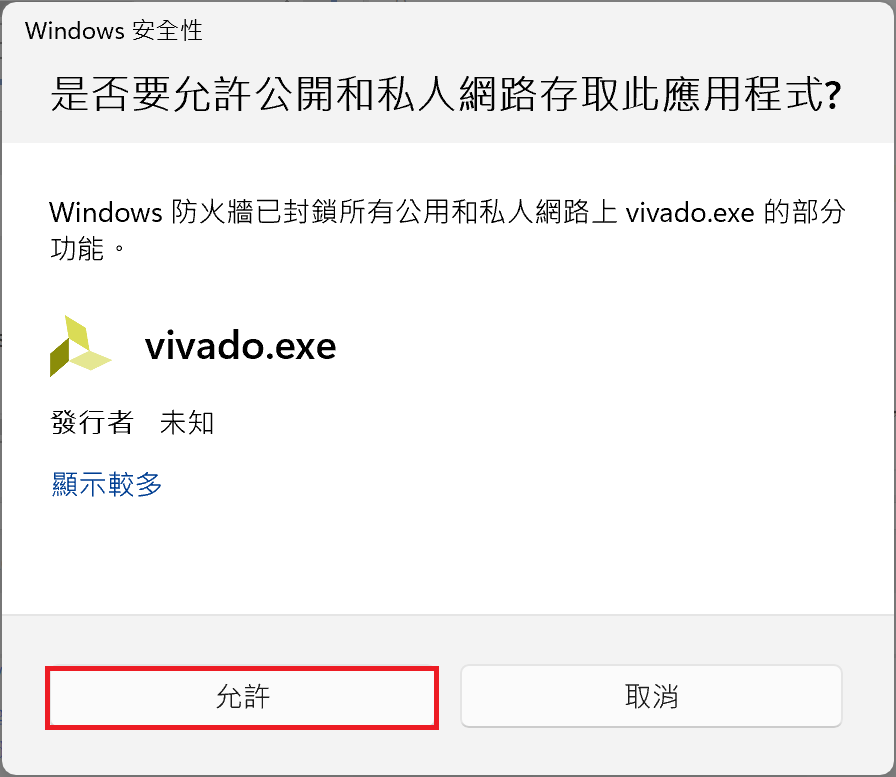 Windows 安全性
是否要允許公開和私人網路存取此應用程式?
Windows 防火牆已封鎖所有公用和私人網路上 vivado.exe 的部分
功能。
vivado.exe
發行者 未知
顯示較多
允許
取消